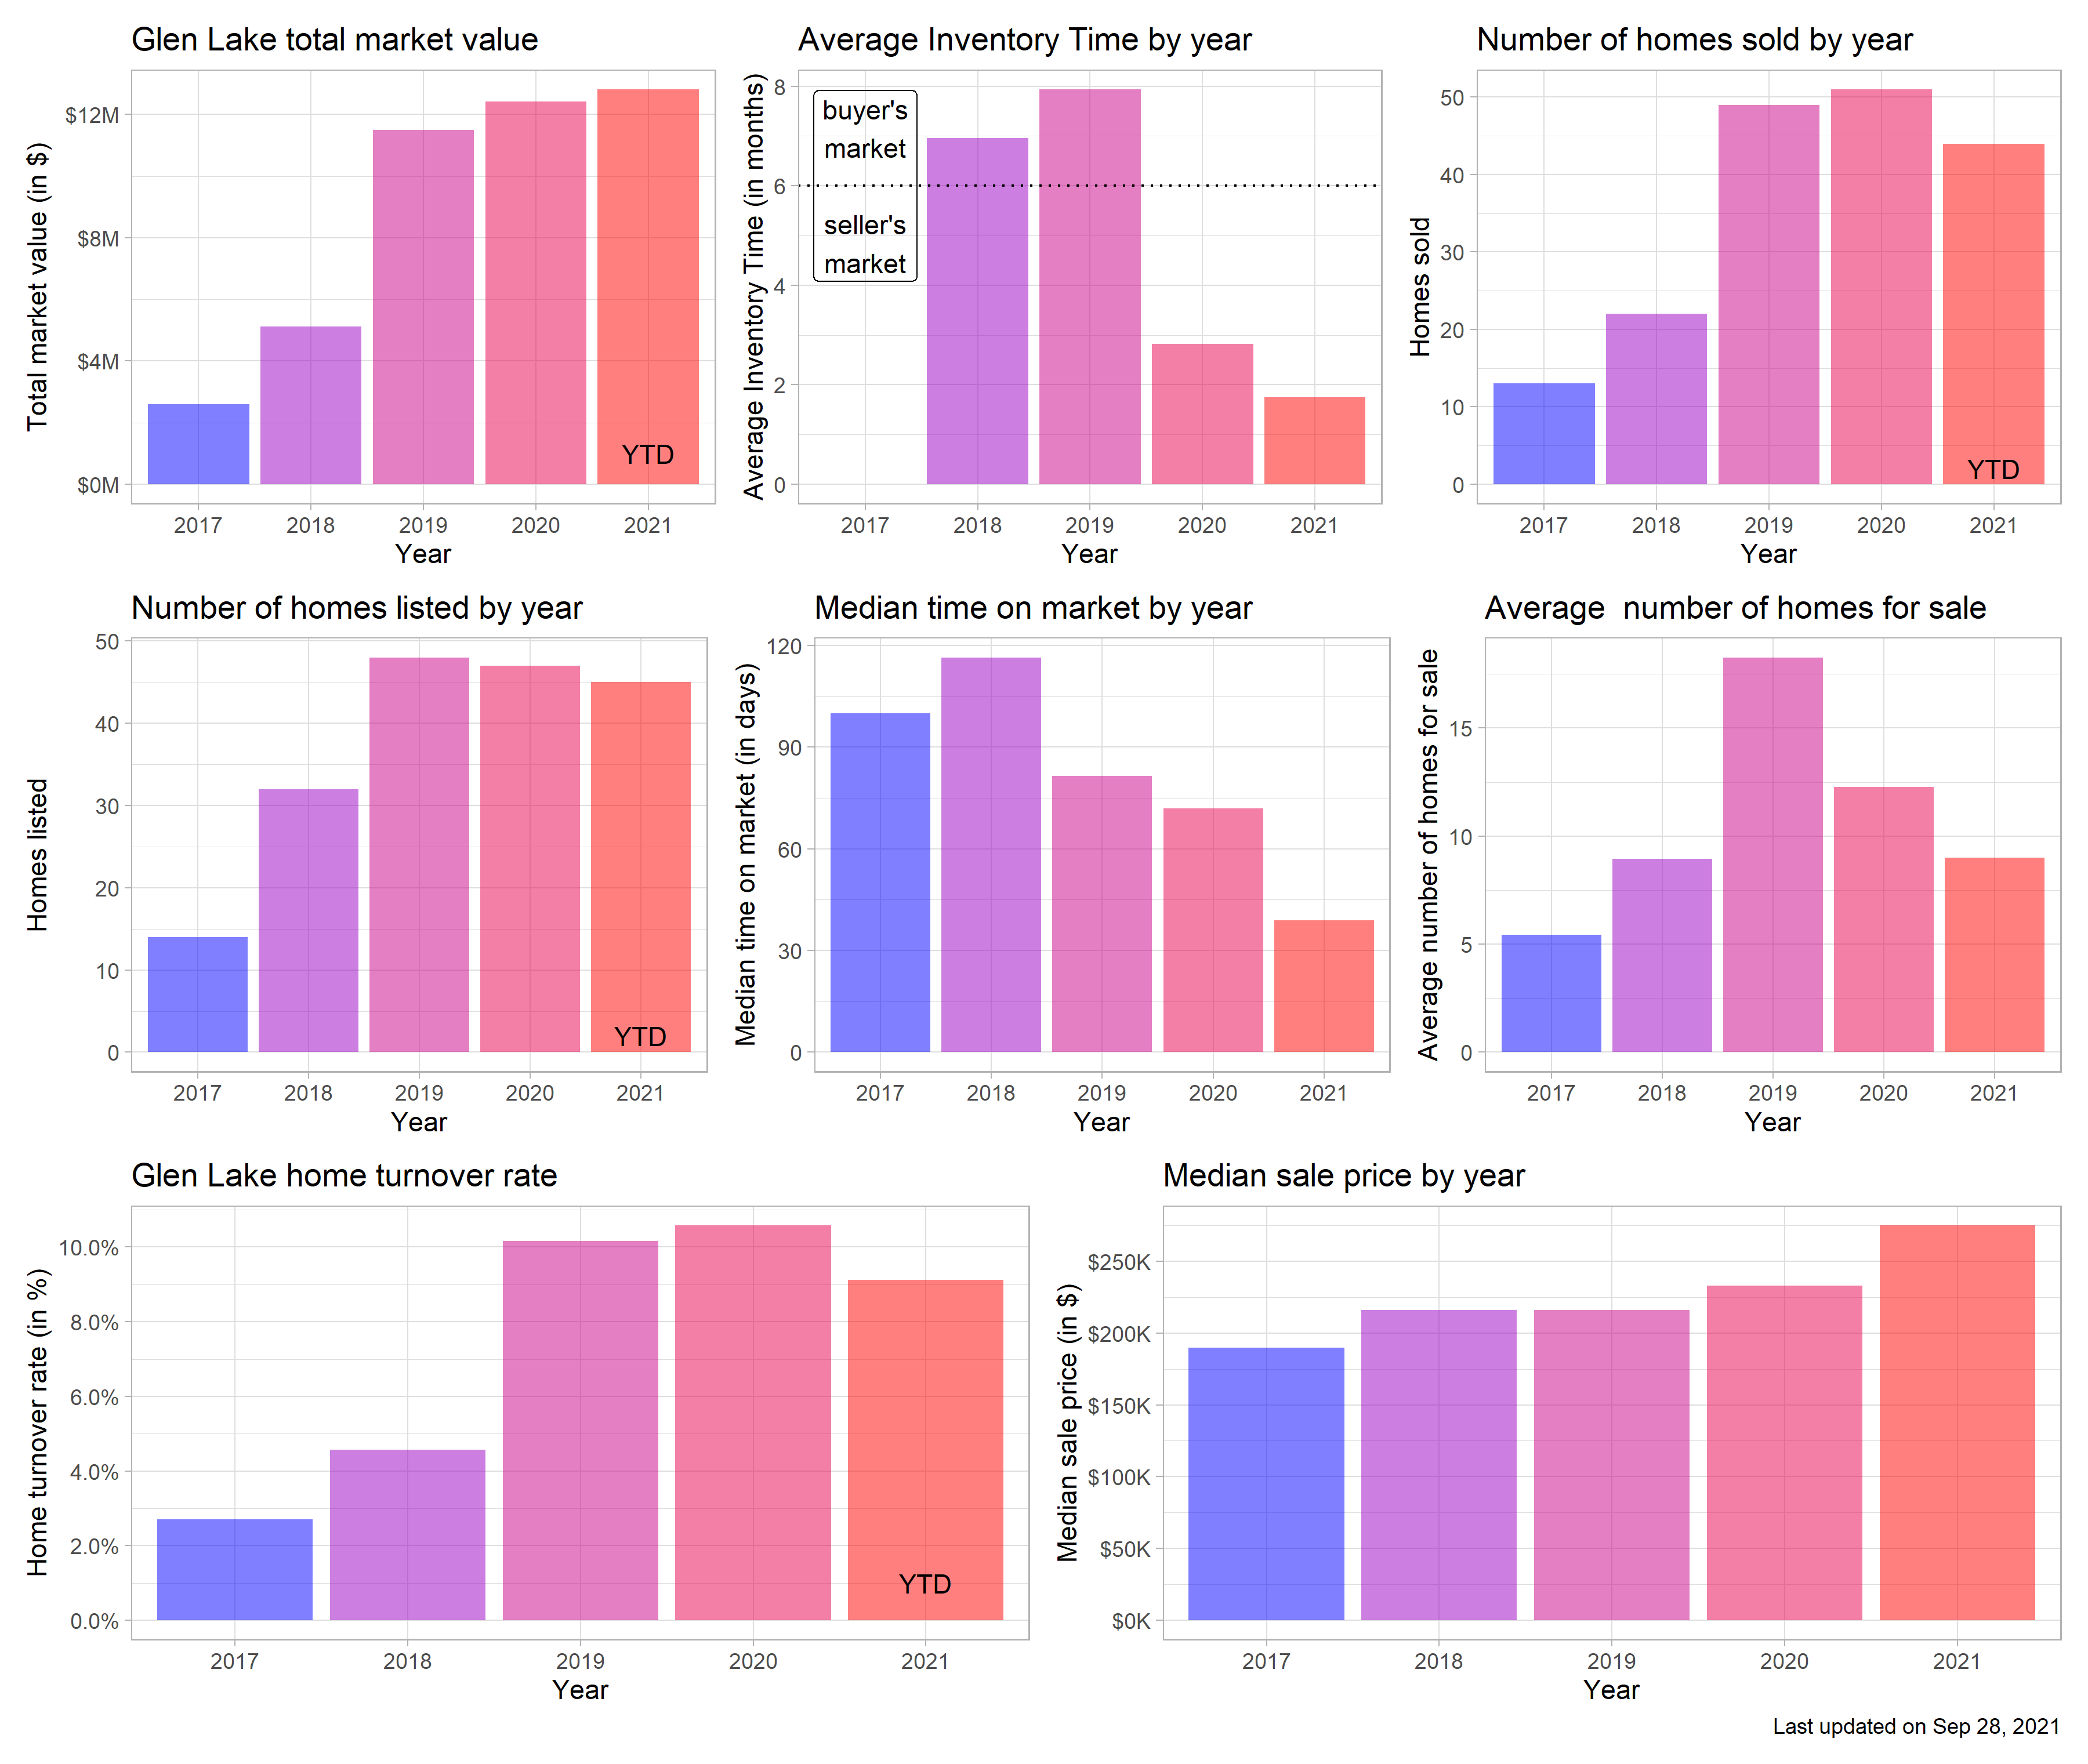 Glen Lake total market value
Total market value (in $)
$12M
$8M
$4M
$0M
YTD
2017 2018 2019 2020 2021
Year
Average Inventory Time by year
Average Inventory Time (in months)
8
6
4
2
0
buyer's
market
seller's
market
2017 2018 2019 2020 2021
Year
Number of homes sold by year
Homes sold
50
40
30
20
10
0
YTD
2017 2018 2019 2020 2021
Year
Number of homes listed by year
Homes listed
50
40
30
20
10
0
YTD
2017 2018 2019 2020 2021
Year
Median time on market by year
Median time on market (in days)
120
90
60
30
0
2017 2018 2019 2020 2021
Year
Average  number of homes for sale
Average number of homes for sale
15
10
5
0
2017 2018 2019 2020 2021
Year
Glen Lake home turnover rate
Home turnover rate (in %)
10.0%
8.0%
6.0%
4.0%
2.0%
0.0%
YTD
2017 2018 2019 2020 2021
Year
Median sale price by year
Median sale price (in $)
$250K
$200K
$150K
$100K
$50K
$0K
2017 2018 2019 2020 2021
Year
Last updated on Sep 28, 2021